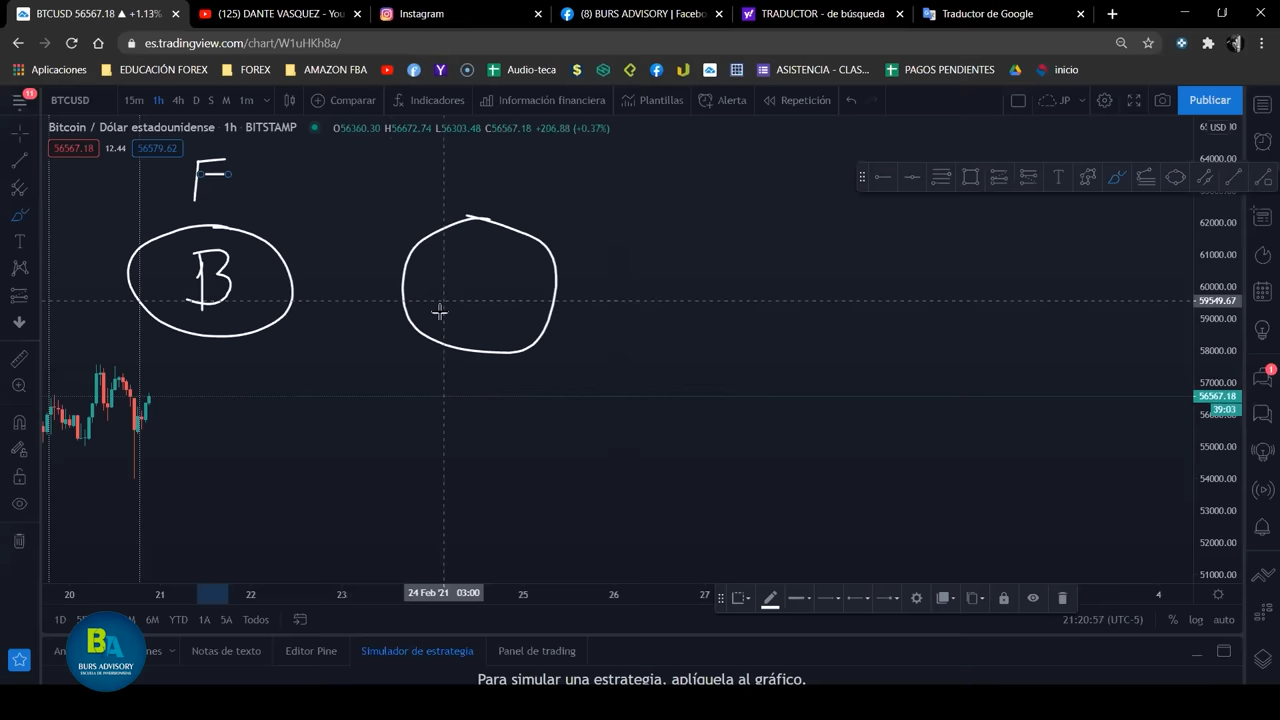 BTCUSD 56567.18 ▲ +1.13%
(125) DANTE VASQUEZ - You
Instagram
(8) BURS ADVISORY | Facebo
TRADUCTOR - de búsqueda
Traductor de Google
es.tradingview.com/chart/W1uHKh8a/
Aplicaciones
EDUCACIÓN FOREX
FOREX
AMAZON FBA
Audio-teca
ASISTENCIA - CLAS...
PAGOS PENDIENTES
inicio
11
BTCUSD
15m 1h 4h D S M 1m
Comparar
Indicadores
Información financiera
Plantillas
Alerta
Repetición
JP
Publicar
Bitcoin / Dólar estadounidense · 1h · BITSTAMP
O56360.30 H56672.74 L56303.48 C56567.18 +206.88 (+0.37%)
USD
56567.18 12.44 56579.62
64000.00
F
62000.00
61000.00
B
60000.00
59549.67
59000.00
58000.00
57000.00
1
56567.18
39:03
55000.00
54000.00
53000.00
52000.00
51000.00
20 21 22 23 24 Feb '21 03:00 25 26 27 4
1D
6M YTD 1A 5A Todos
21:20:57 (UTC-5) % log auto
BA
BURS ADVISORY
ESCUELA DE INVERSIONISTAS
Notas de texto
Editor Pine
Simulador de estrategia
Panel de trading
Para simular una estrategia, aplíquela al gráfico.